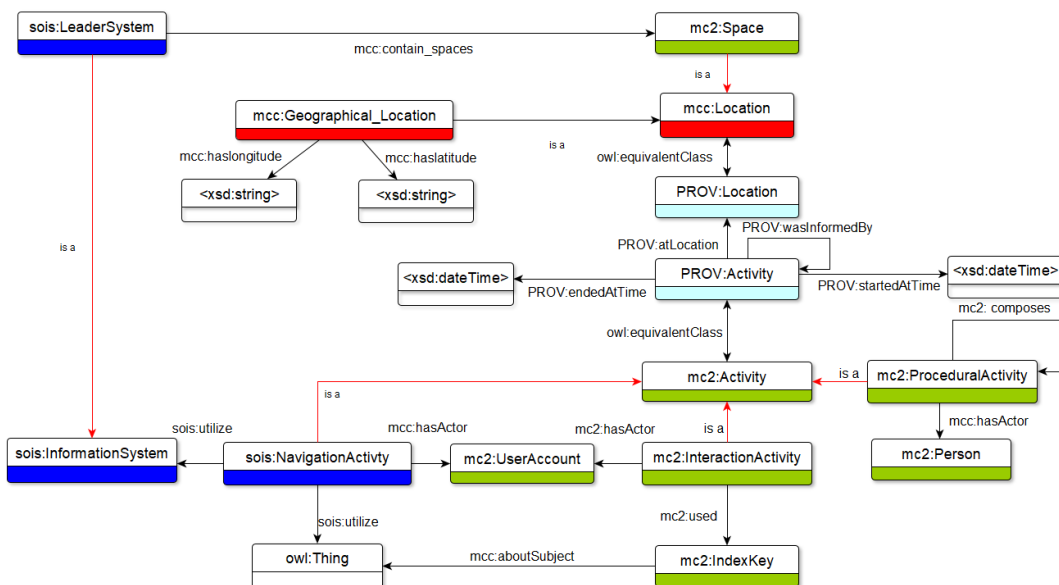 sois:LeaderSystem
mc2:Space
mcc:contain_spaces
is a
mcc:Geographical_Location
mcc:Location
is a
mcc:haslongitude
mcc:haslatitude
owl:equivalentClass
<xsd:string>
<xsd:string>
PROV:Location
PROV:wasInformedBy
is a
PROV:atLocation
<xsd:dateTime>
PROV:Activity
<xsd:dateTime>
PROV:endedAtTime
PROV:startedAtTime
mc2: composes
owl:equivalentClass
mc2:Activity
is a
mc2:ProceduralActivity
is a
mcc:hasActor
sois:utilize
mcc:hasActor
mc2:hasActor
is a
sois:InformationSystem
sois:NavigationActivty
mc2:UserAccount
mc2:InteractionActivity
mc2:Person
mc2:used
sois:utilize
owl:Thing
mcc:aboutSubject
mc2:IndexKey